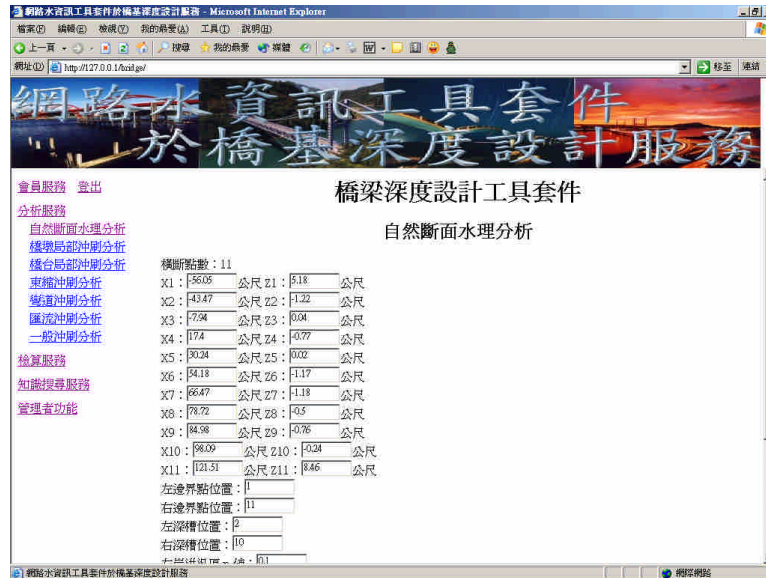 網路水資訊工具套件於橋基深度設計服務 - Microsoft Internet Explorer
檔案(F) 編輯(E) 檢視(V) 我的最愛(A) 工具(T) 說明(H)
上一頁 搜尋 我的最愛 媒體
網址(D) http://127.0.0.1/bridge/ 移至 連結
網路水資訊工具套件
於橋基深度設計服務
會員服務 登出
分析服務
自然斷面水理分析
橋墩局部沖刷分析
橋台局部沖刷分析
束縮沖刷分析
彎道沖刷分析
匯流沖刷分析
一般沖刷分析
檢算服務
知識搜尋服務
管理者功能
橋梁深度設計工具套件
自然斷面水理分析
橫斷點數:11
X1:-56.05 公尺 Z1:5.18 公尺
X2:-43.47 公尺 Z2:-1.22 公尺
X3:-7.94 公尺 Z3:0.04 公尺
X4:17.4 公尺 Z4:-0.77 公尺
X5:30.24 公尺 Z5:0.02 公尺
X6:54.18 公尺 Z6:-1.17 公尺
X7:66.47 公尺 Z7:-1.18 公尺
X8:78.72 公尺 Z8:-0.5 公尺
X9:84.98 公尺 Z9:-0.76 公尺
X10:98.09 公尺 Z10:-0.24 公尺
X11:121.51 公尺 Z11:8.46 公尺
左邊界點位置:1
右邊界點位置:11
左深槽位置:2
右深槽位置:10
網路水資訊工具套件於橋基深度設計服務 網際網路